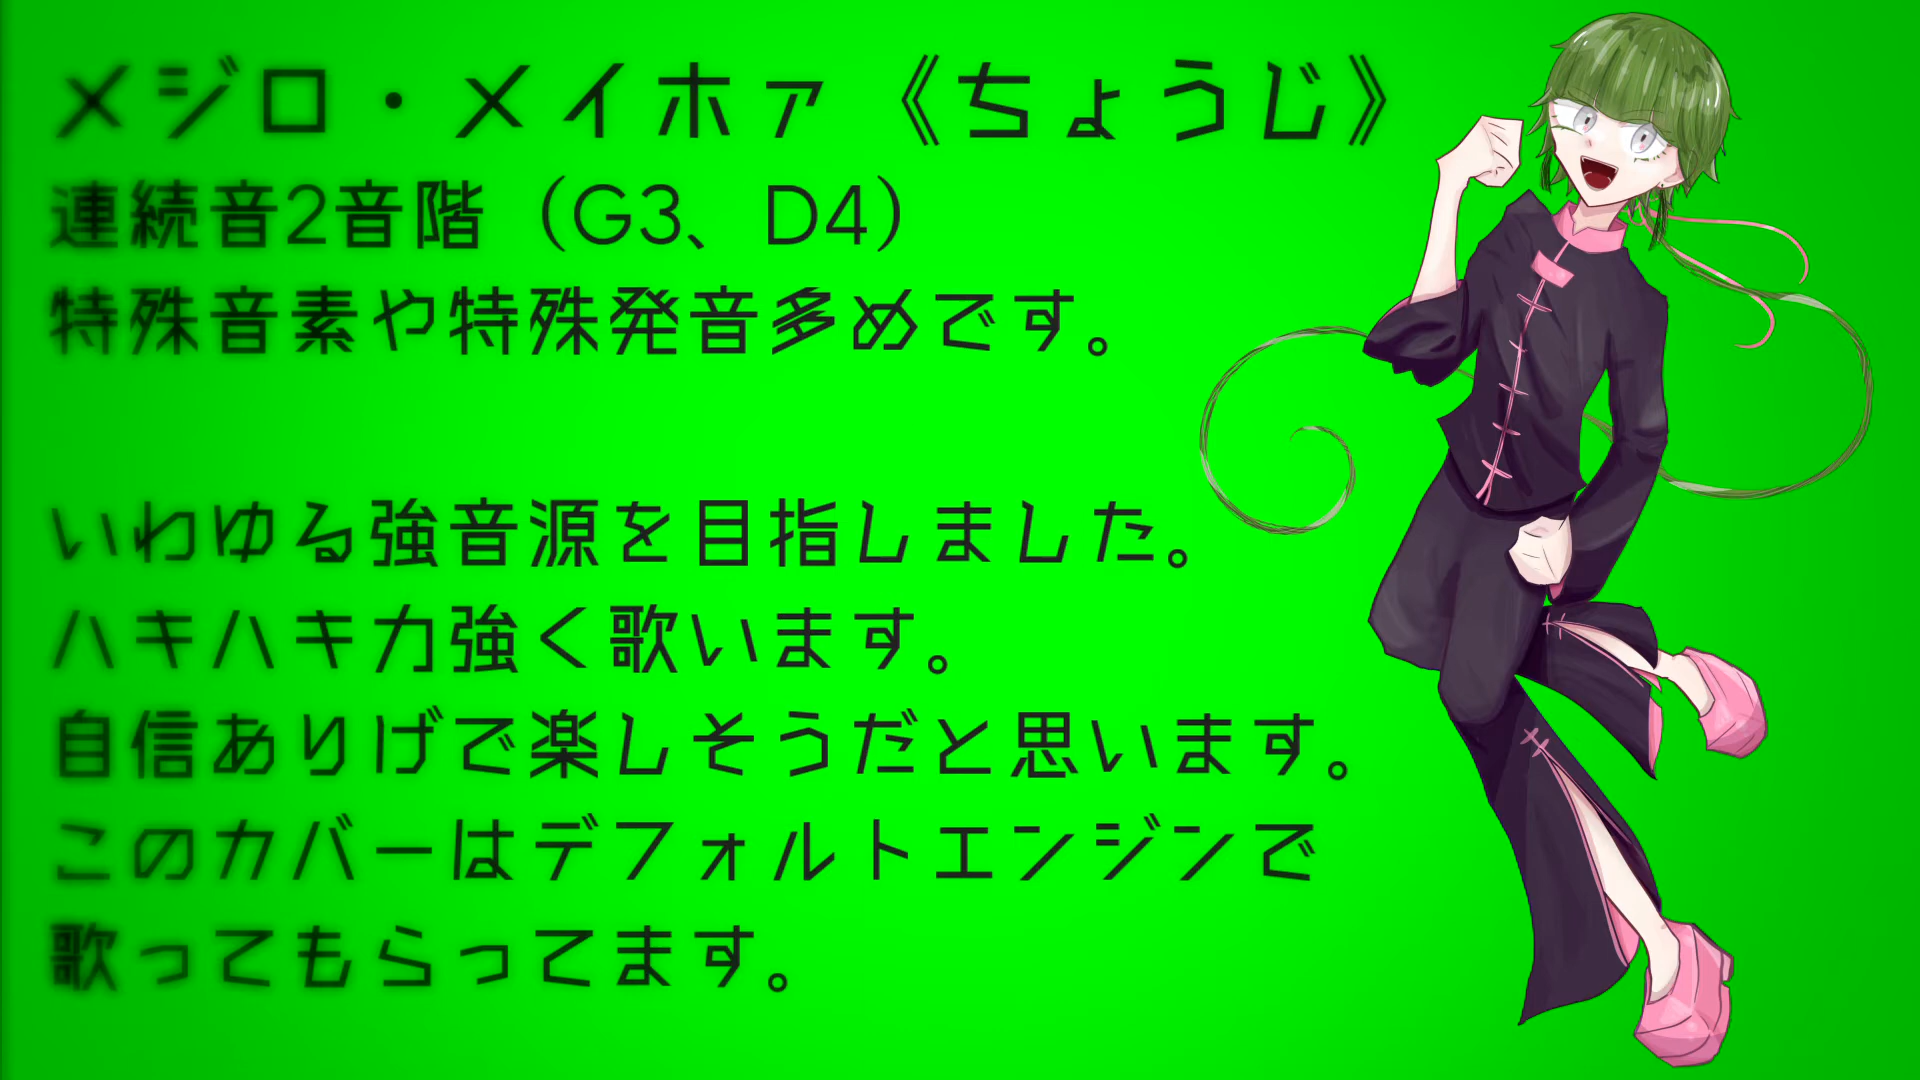 メジロ・メイホァ《ちょうじ》
連続音2音階（G3、D4）
特殊音素や特殊発音多めです。
いわゆる強音源を目指しました。
ハキハキ力強く歌います。
自信ありげで楽しそうだと思います。
このカバーはデフォルトエンジンで
歌ってもらってます。